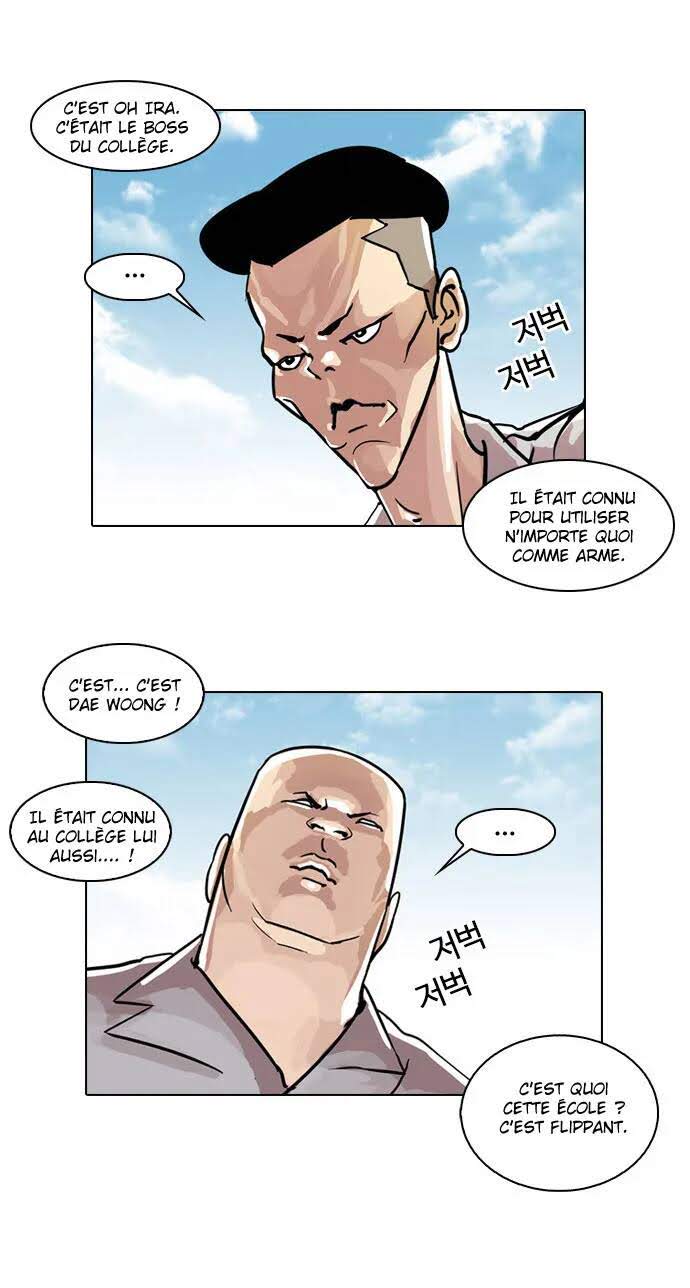 C'EST OH IRA.
C'ÉTAIT LE BOSS
DU COLLÈGE.
...
저벅
저벅
IL ÉTAIT CONNU
POUR UTILISER
N'IMPORTE QUOI
COMME ARME.
C'EST... C'EST
DAE WOONG !
IL ÉTAIT CONNU
AU COLLÈGE LUI
AUSSI.... !
...
저벅
저벅
C'EST QUOI
CETTE ÉCOLE ?
C'EST FLIPPANT.